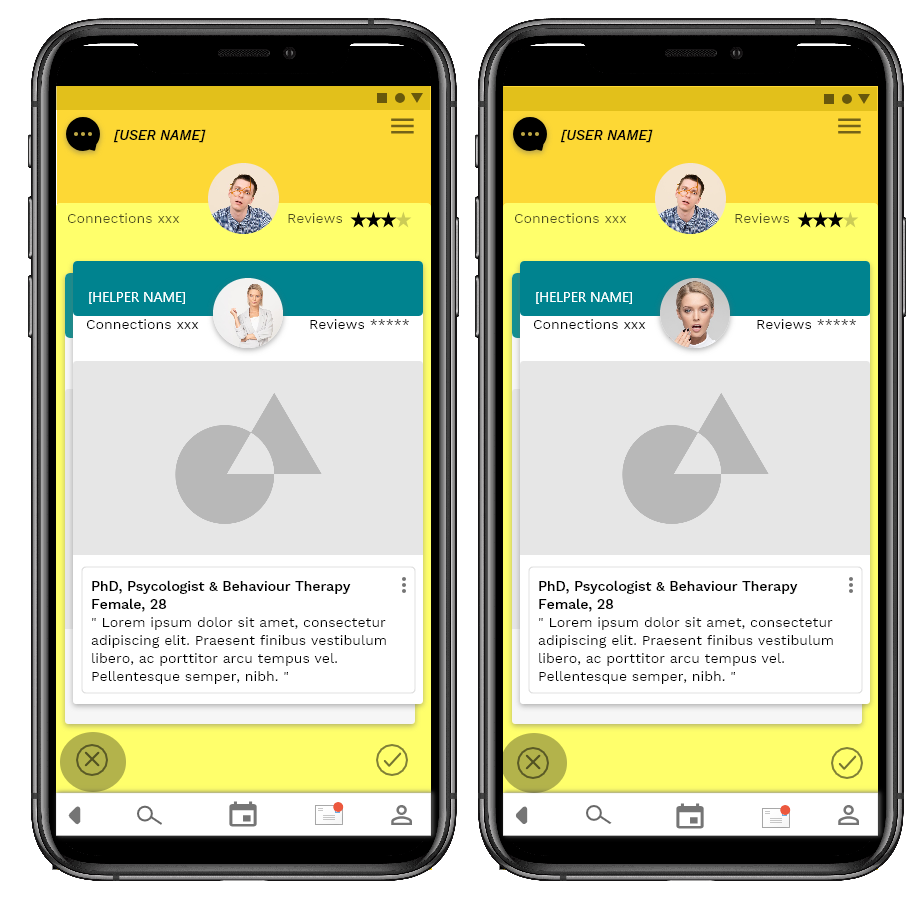 [USER NAME]
Connections xxx
Reviews
[HELPER NAME]
Connections xxx
Reviews *****
PhD, Psycologist & Behaviour Therapy
Female, 28
" Lorem ipsum dolor sit amet, consectetur
adipiscing elit. Praesent finibus vestibulum
libero, ac porttitor arcu tempus vel.
Pellentesque semper, nibh. "
[USER NAME]
Connections xxx
Reviews
[HELPER NAME]
Connections xxx
Reviews *****
PhD, Psycologist & Behaviour Therapy
Female, 28
" Lorem ipsum dolor sit amet, consectetur
adipiscing elit. Praesent finibus vestibulum
libero, ac porttitor arcu tempus vel.
Pellentesque semper, nibh. "